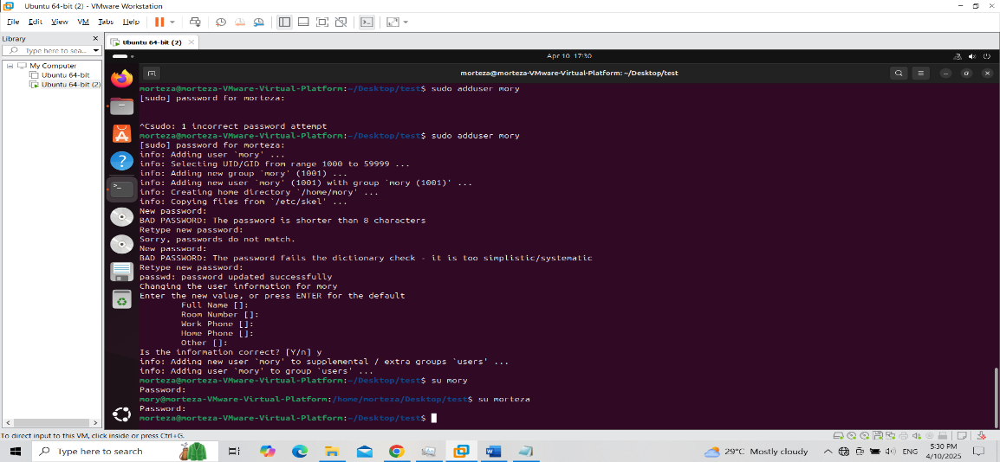 Ubuntu 64-bit (2) - VMware Workstation
File Edit View VM Tabs Help
Library
Type here to sea...
My Computer
Ubuntu 64-bit
Ubuntu 64-bit (2)
Ubuntu 64-bit (2)
Apr 10 17:30
morteza@morteza-VMware-Virtual-Platform: ~/Desktop/test
morteza@morteza-VMware-Virtual-Platform:~/Desktop/test$ sudo adduser mory
[sudo] password for morteza:
^Csudo: 1 incorrect password attempt
morteza@morteza-VMware-Virtual-Platform:~/Desktop/test$ sudo adduser mory
[sudo] password for morteza:
info: Adding user `mory' ...
info: Selecting UID/GID from range 1000 to 59999 ...
info: Adding new group `mory' (1001) ...
info: Adding new user `mory' (1001) with group `mory (1001)' ...
info: Creating home directory `/home/mory' ...
info: Copying files from `/etc/skel' ...
New password:
BAD PASSWORD: The password is shorter than 8 characters
Retype new password:
Sorry, passwords do not match.
New password:
BAD PASSWORD: The password fails the dictionary check - it is too simplistic/systematic
Retype new password:
passwd: password updated successfully
Changing the user information for mory
Enter the new value, or press ENTER for the default
Full Name []:
Room Number []:
Work Phone []:
Home Phone []:
Other []:
Is the information correct? [Y/n] y
info: Adding new user `mory' to supplemental / extra groups `users' ...
info: Adding user `mory' to group `users' ...
morteza@morteza-VMware-Virtual-Platform:~/Desktop/test$ su mory
Password:
mory@morteza-VMware-Virtual-Platform:/home/morteza/Desktop/test$ su morteza
Password:
morteza@morteza-VMware-Virtual-Platform:~/Desktop/test$
To direct input to this VM, click inside or press Ctrl+G.
Type here to search
29°C Mostly cloudy
ENG
5:30 PM
4/10/2025